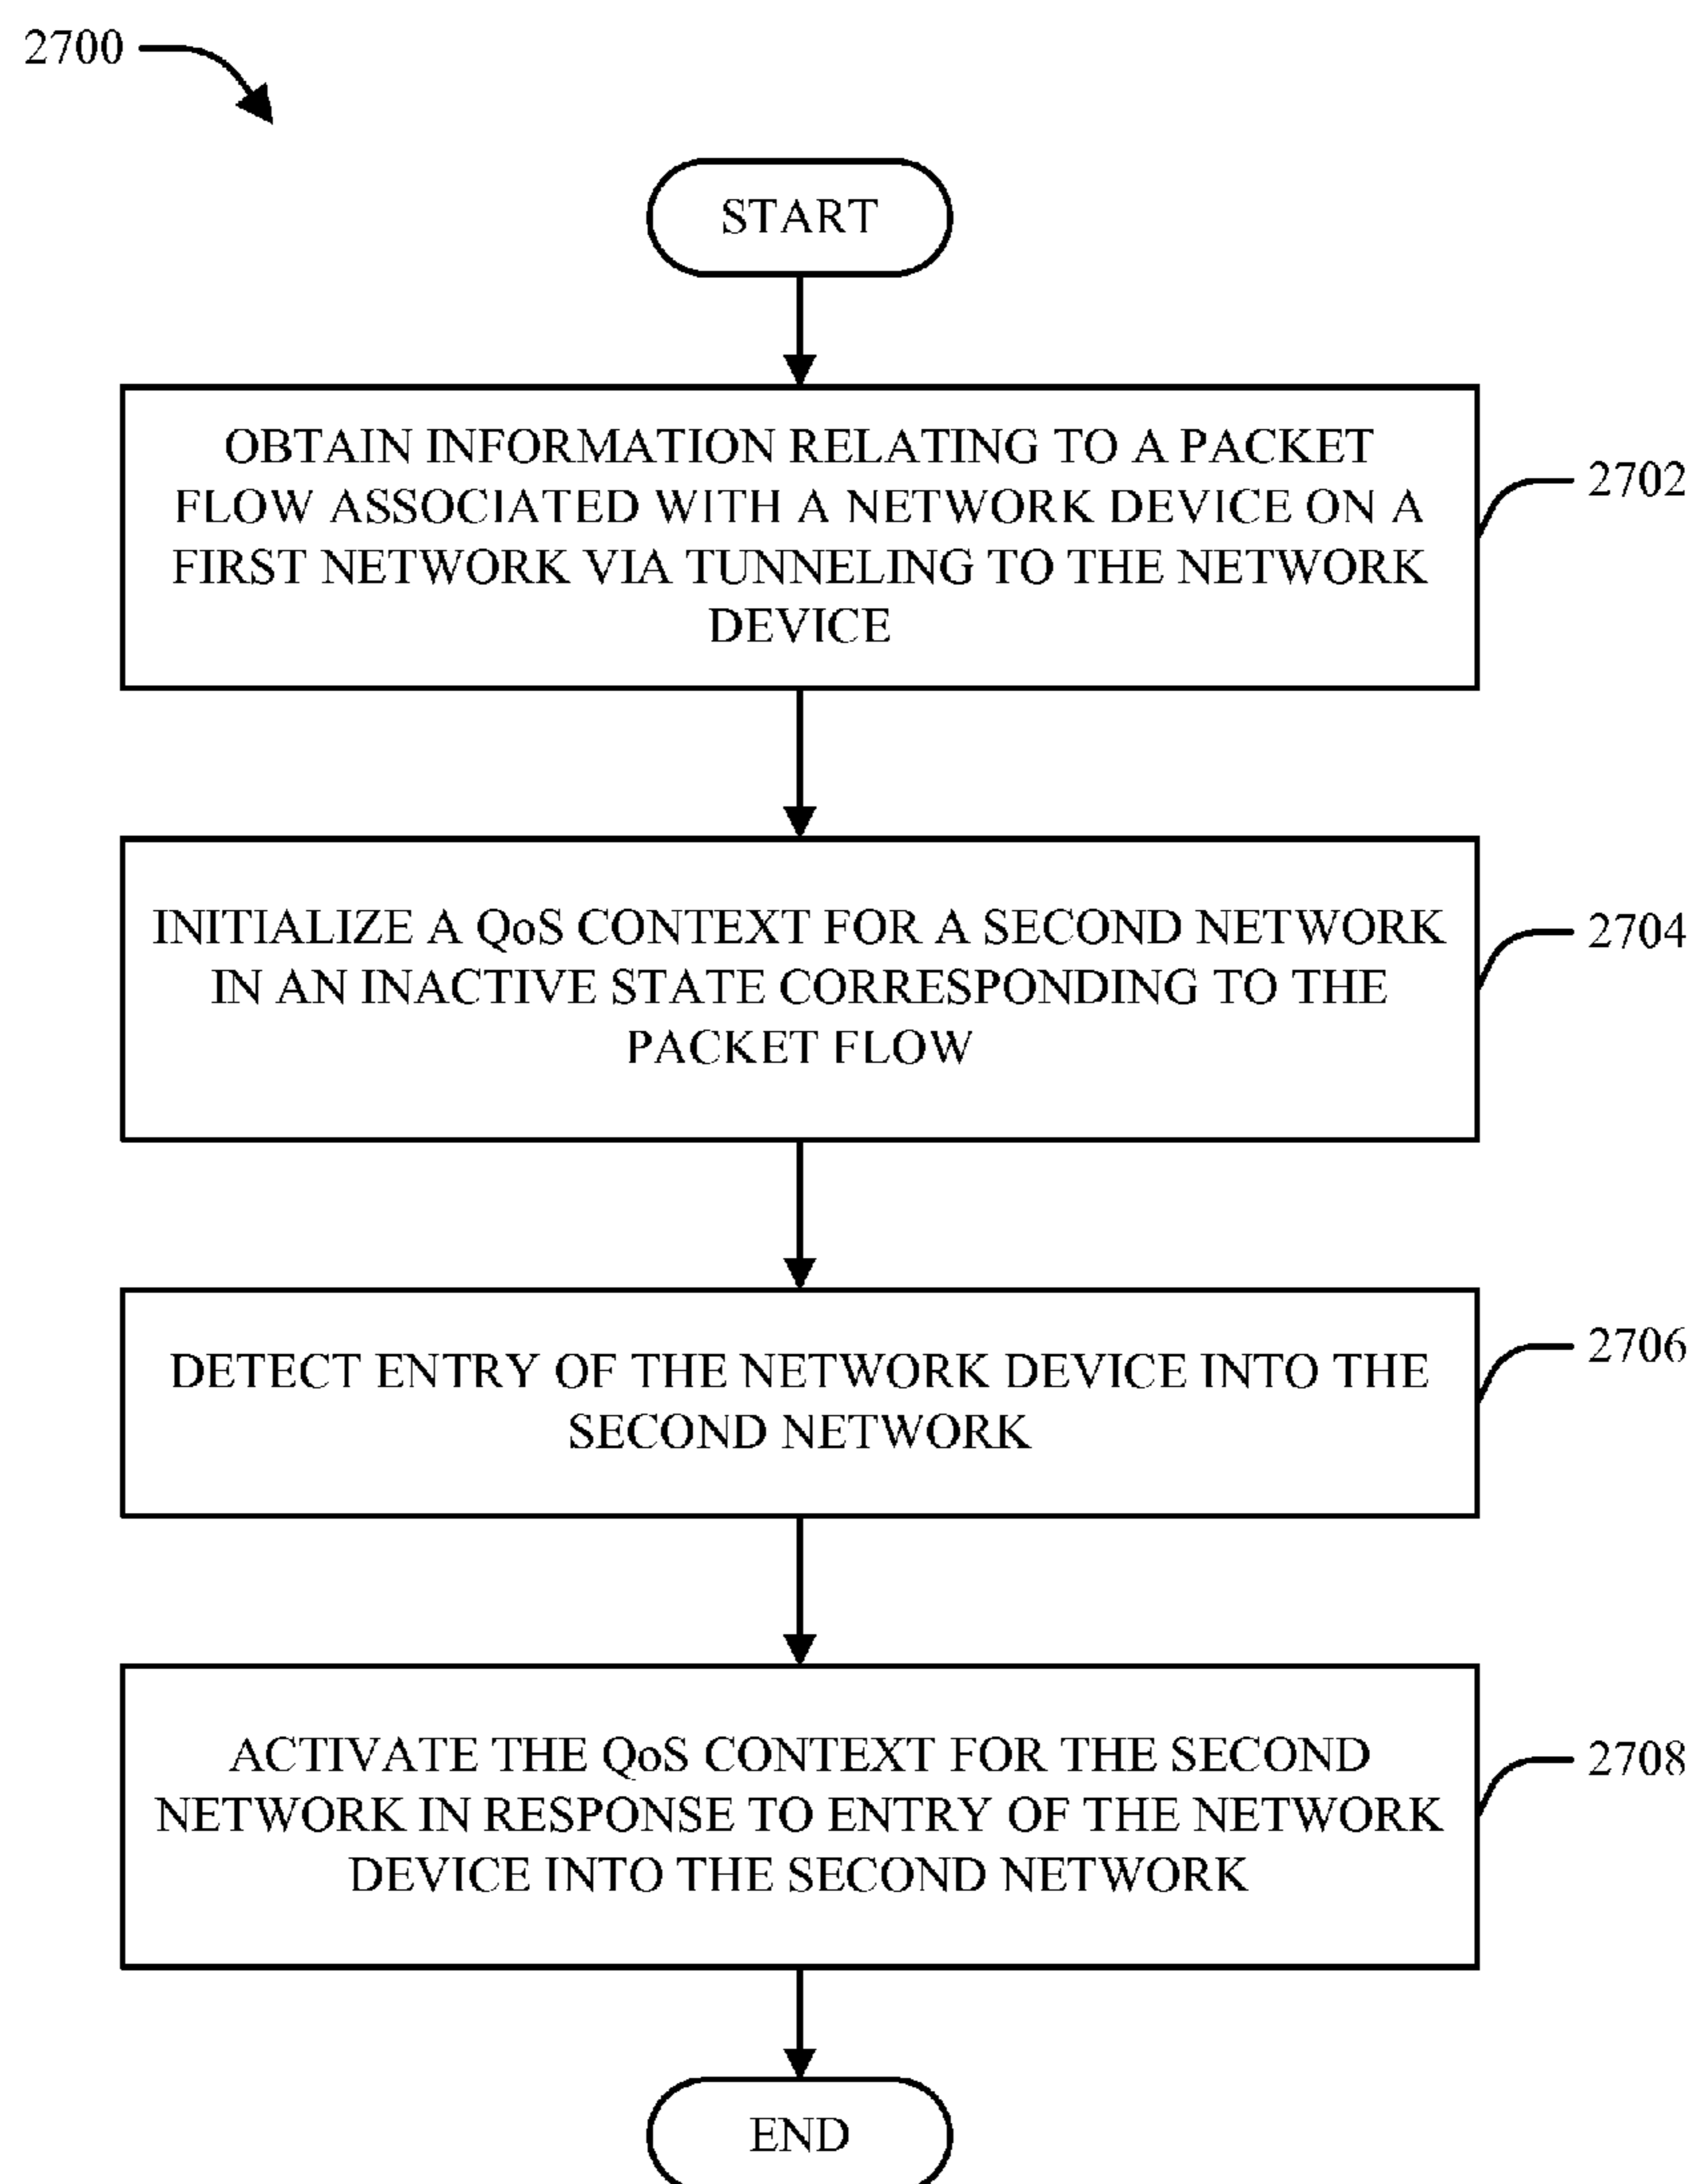 2700
START
OBTAIN INFORMATION RELATING TO A PACKET
FLOW ASSOCIATED WITH A NETWORK DEVICE ON A
FIRST NETWORK VIA TUNNELING TO THE NETWORK
DEVICE
2702
INITIALIZE A QoS CONTEXT FOR A SECOND NETWORK
IN AN INACTIVE STATE CORRESPONDING TO THE
PACKET FLOW
2704
DETECT ENTRY OF THE NETWORK DEVICE INTO THE
SECOND NETWORK
2706
ACTIVATE THE QoS CONTEXT FOR THE SECOND
NETWORK IN RESPONSE TO ENTRY OF THE NETWORK
DEVICE INTO THE SECOND NETWORK
2708
END